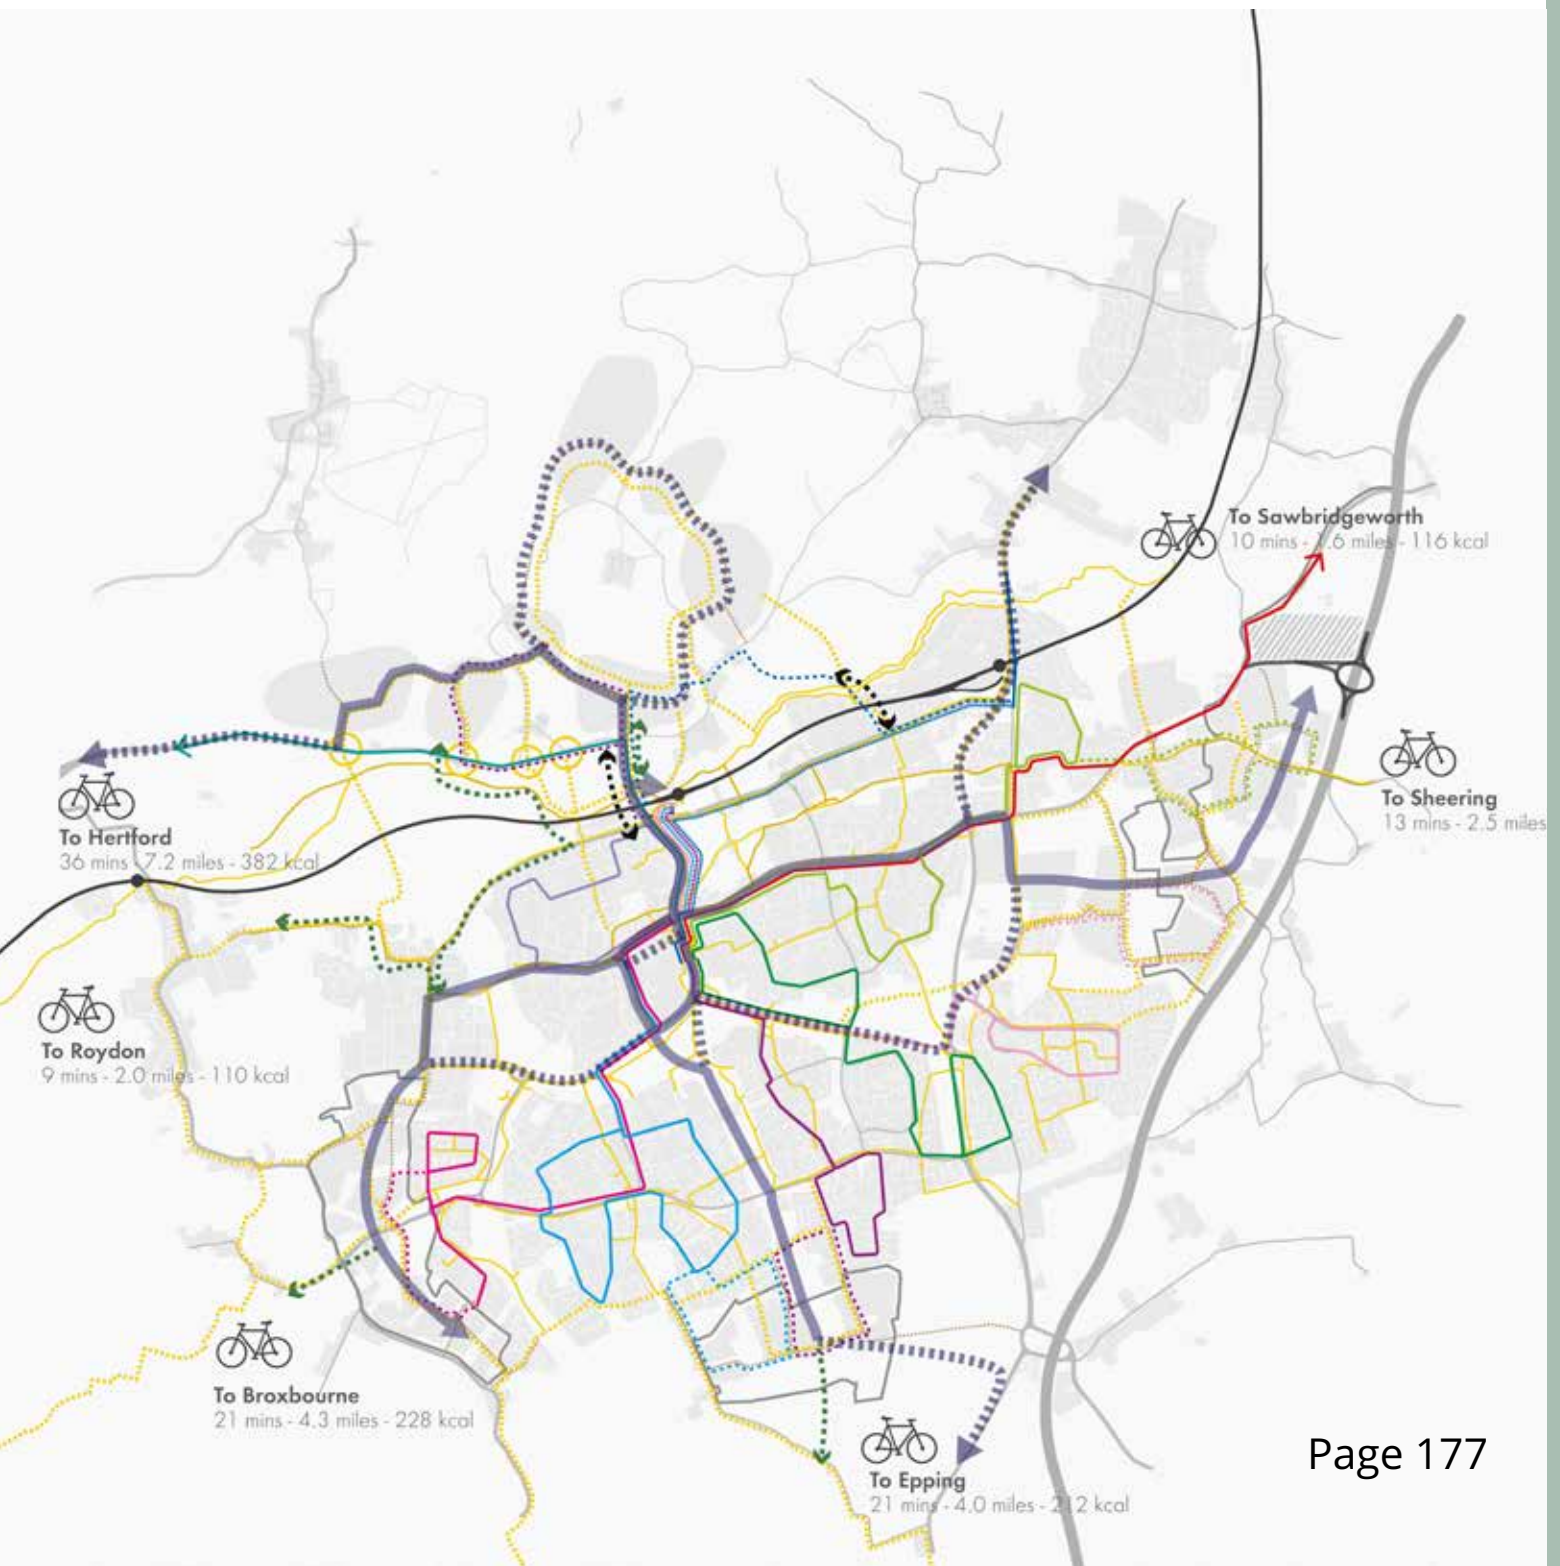 To Sawbridgeworth
10 mins - 1.6 miles - 116 kcal
To Sheering
13 mins - 2.5 miles
To Hertford
36 mins - 7.2 miles - 382 kcal
To Roydon
9 mins - 2.0 miles - 110 kcal
To Broxbourne
21 mins - 4.3 miles - 228 kcal
To Epping
21 mins - 4.0 miles - 212 kcal
Page 177